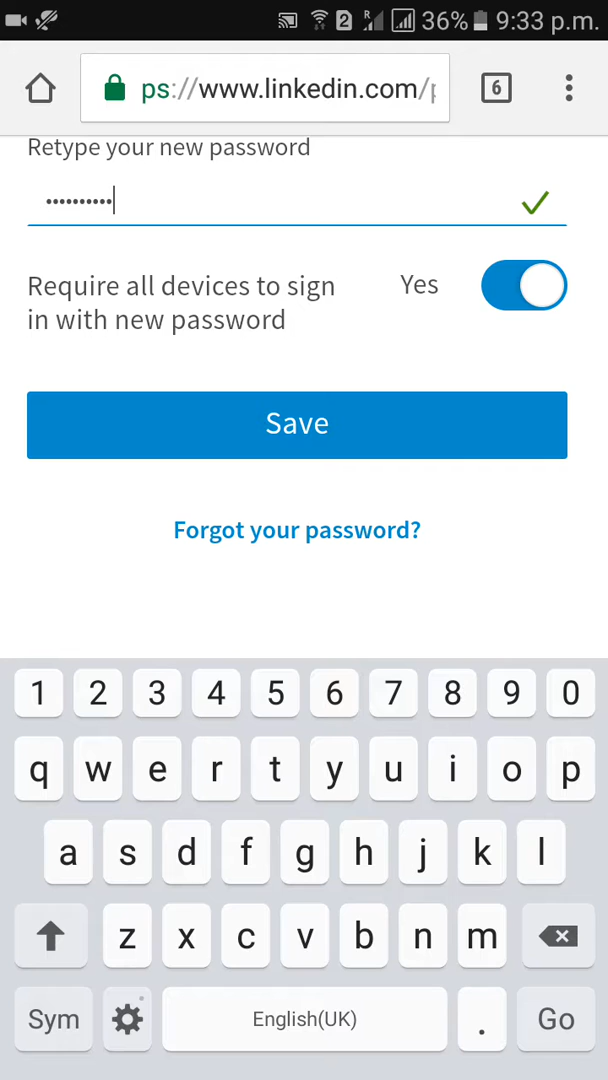 2 R 36% 9:33 p.m.
ps://www.linkedin.com/p 6
Retype your new password
••••••••••
Require all devices to sign
in with new password
Yes
Save
Forgot your password?
1 2 3 4 5 6 7 8 9 0
q w e r t y u i o p
a s d f g h j k l
z x c v b n m
Sym English(UK) . Go